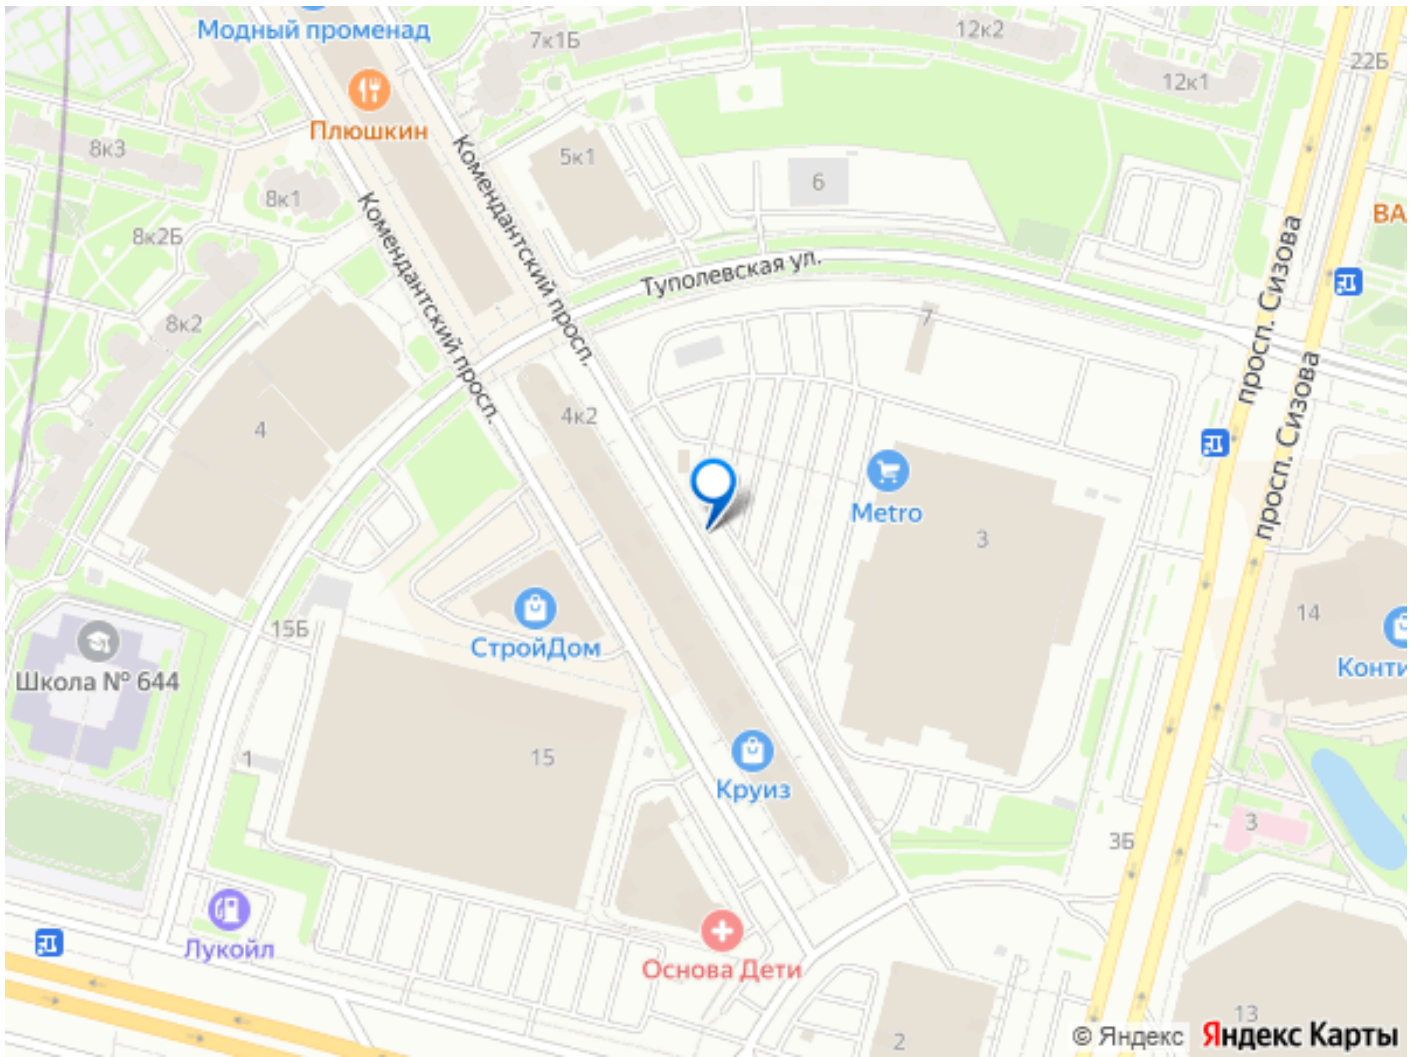 Модный променад
7к1Б
12к2
22Б
12к1
Плюшкин
8к3
Комендантский просп.
5к1
6
8к1
Комендантский просп.
ВА
8к2Б
просп. Сизова
Туполевская ул.
8к2
7
просп. Сизова
4к2
4
Metro
3
СтройДом
15Б
14
Школа № 644
Конти
1
15
Круиз
3
3Б
Лукойл
Основа Дети
13
2
© Яндекс Яндекс Карты